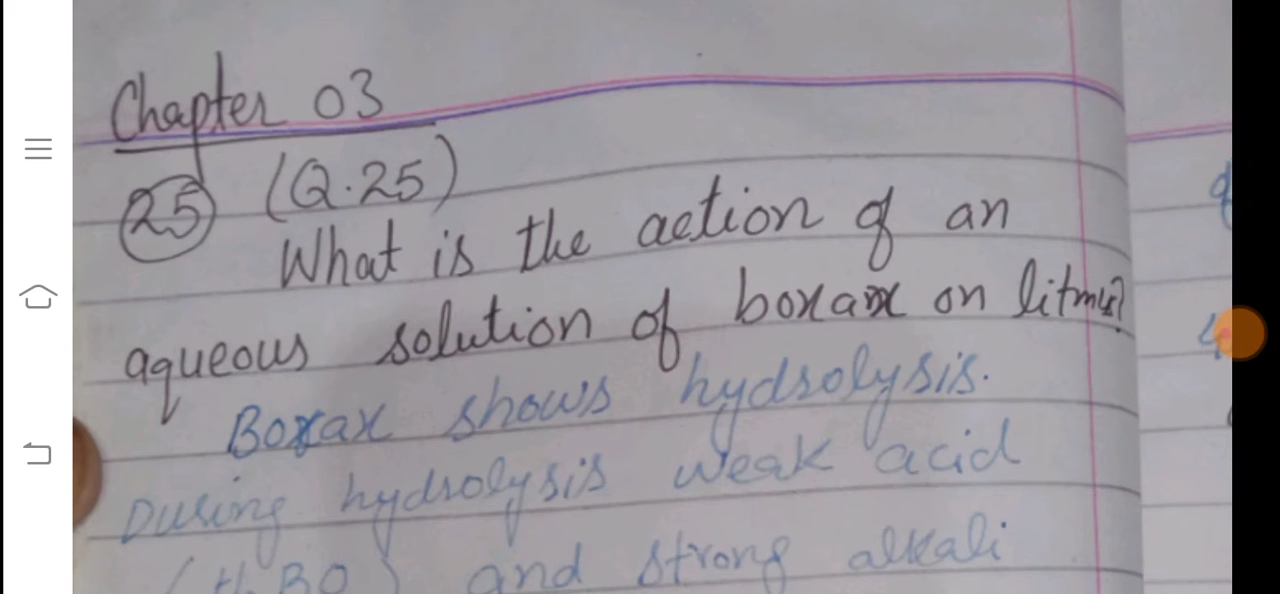 Chapter 03
25 (Q.25)
What is the action of an
aqueous solution of borax on litmus?
Borax shows hydrolysis.
During hydrolysis weak acid
and strong alkali